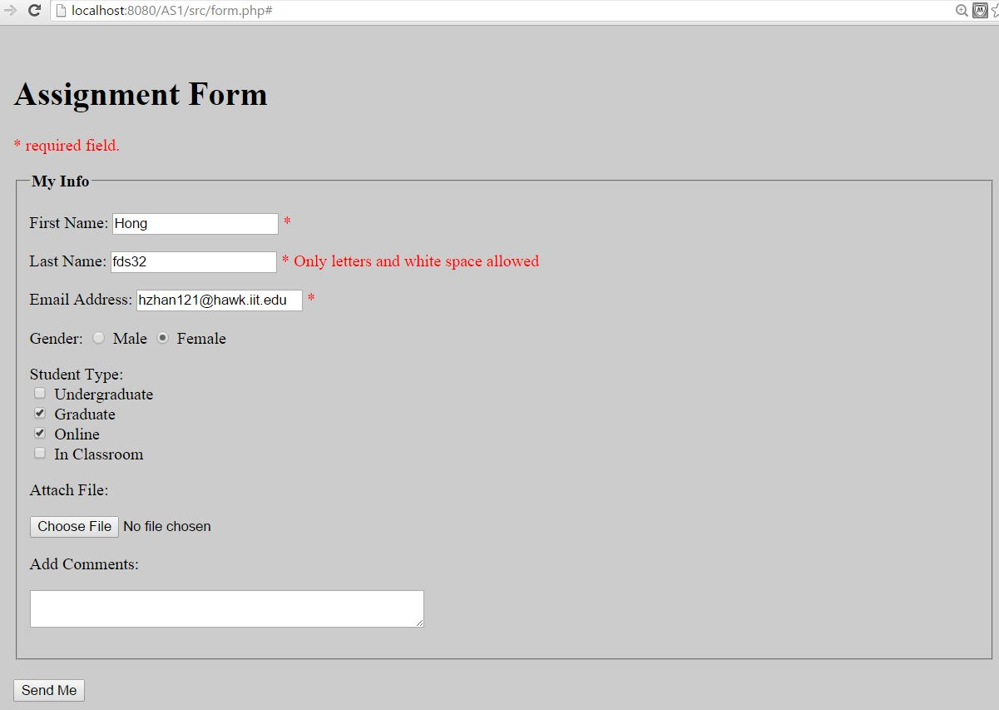 localhost:8080/AS1/src/form.php#
Assignment Form
* required field.
My Info
First Name: Hong *
Last Name: fds32 * Only letters and white space allowed
Email Address: hzhan121@hawk.iit.edu *
Gender: Male Female
Student Type:
Undergraduate
Graduate
Online
In Classroom
Attach File:
Choose File No file chosen
Add Comments:
Send Me